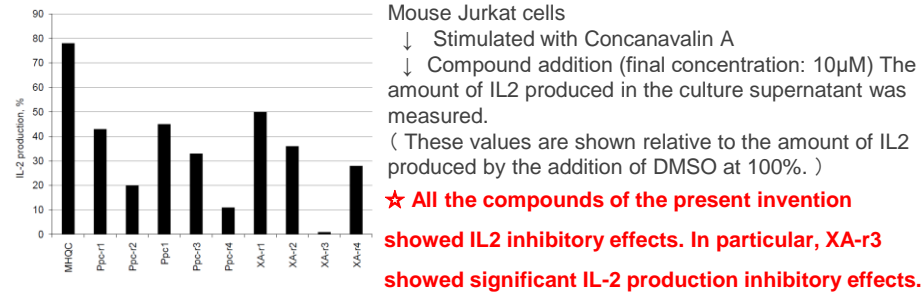 90
80
70
60
50
40
30
20
10
0
IL-2 production, %
MHQC
Ppc-r1
Ppc-r2
Ppc1
Ppc-r3
Ppc-r4
XA-r1
XA-r2
XA-r3
XA-r4
Mouse Jurkat cells
↓ Stimulated with Concanavalin A
↓ Compound addition (final concentration: 10μM) The
amount of IL2 produced in the culture supernatant was
measured.
( These values are shown relative to the amount of IL2
produced by the addition of DMSO at 100%. )
☆ All the compounds of the present invention
showed IL2 inhibitory effects. In particular, XA-r3
showed significant IL-2 production inhibitory effects.